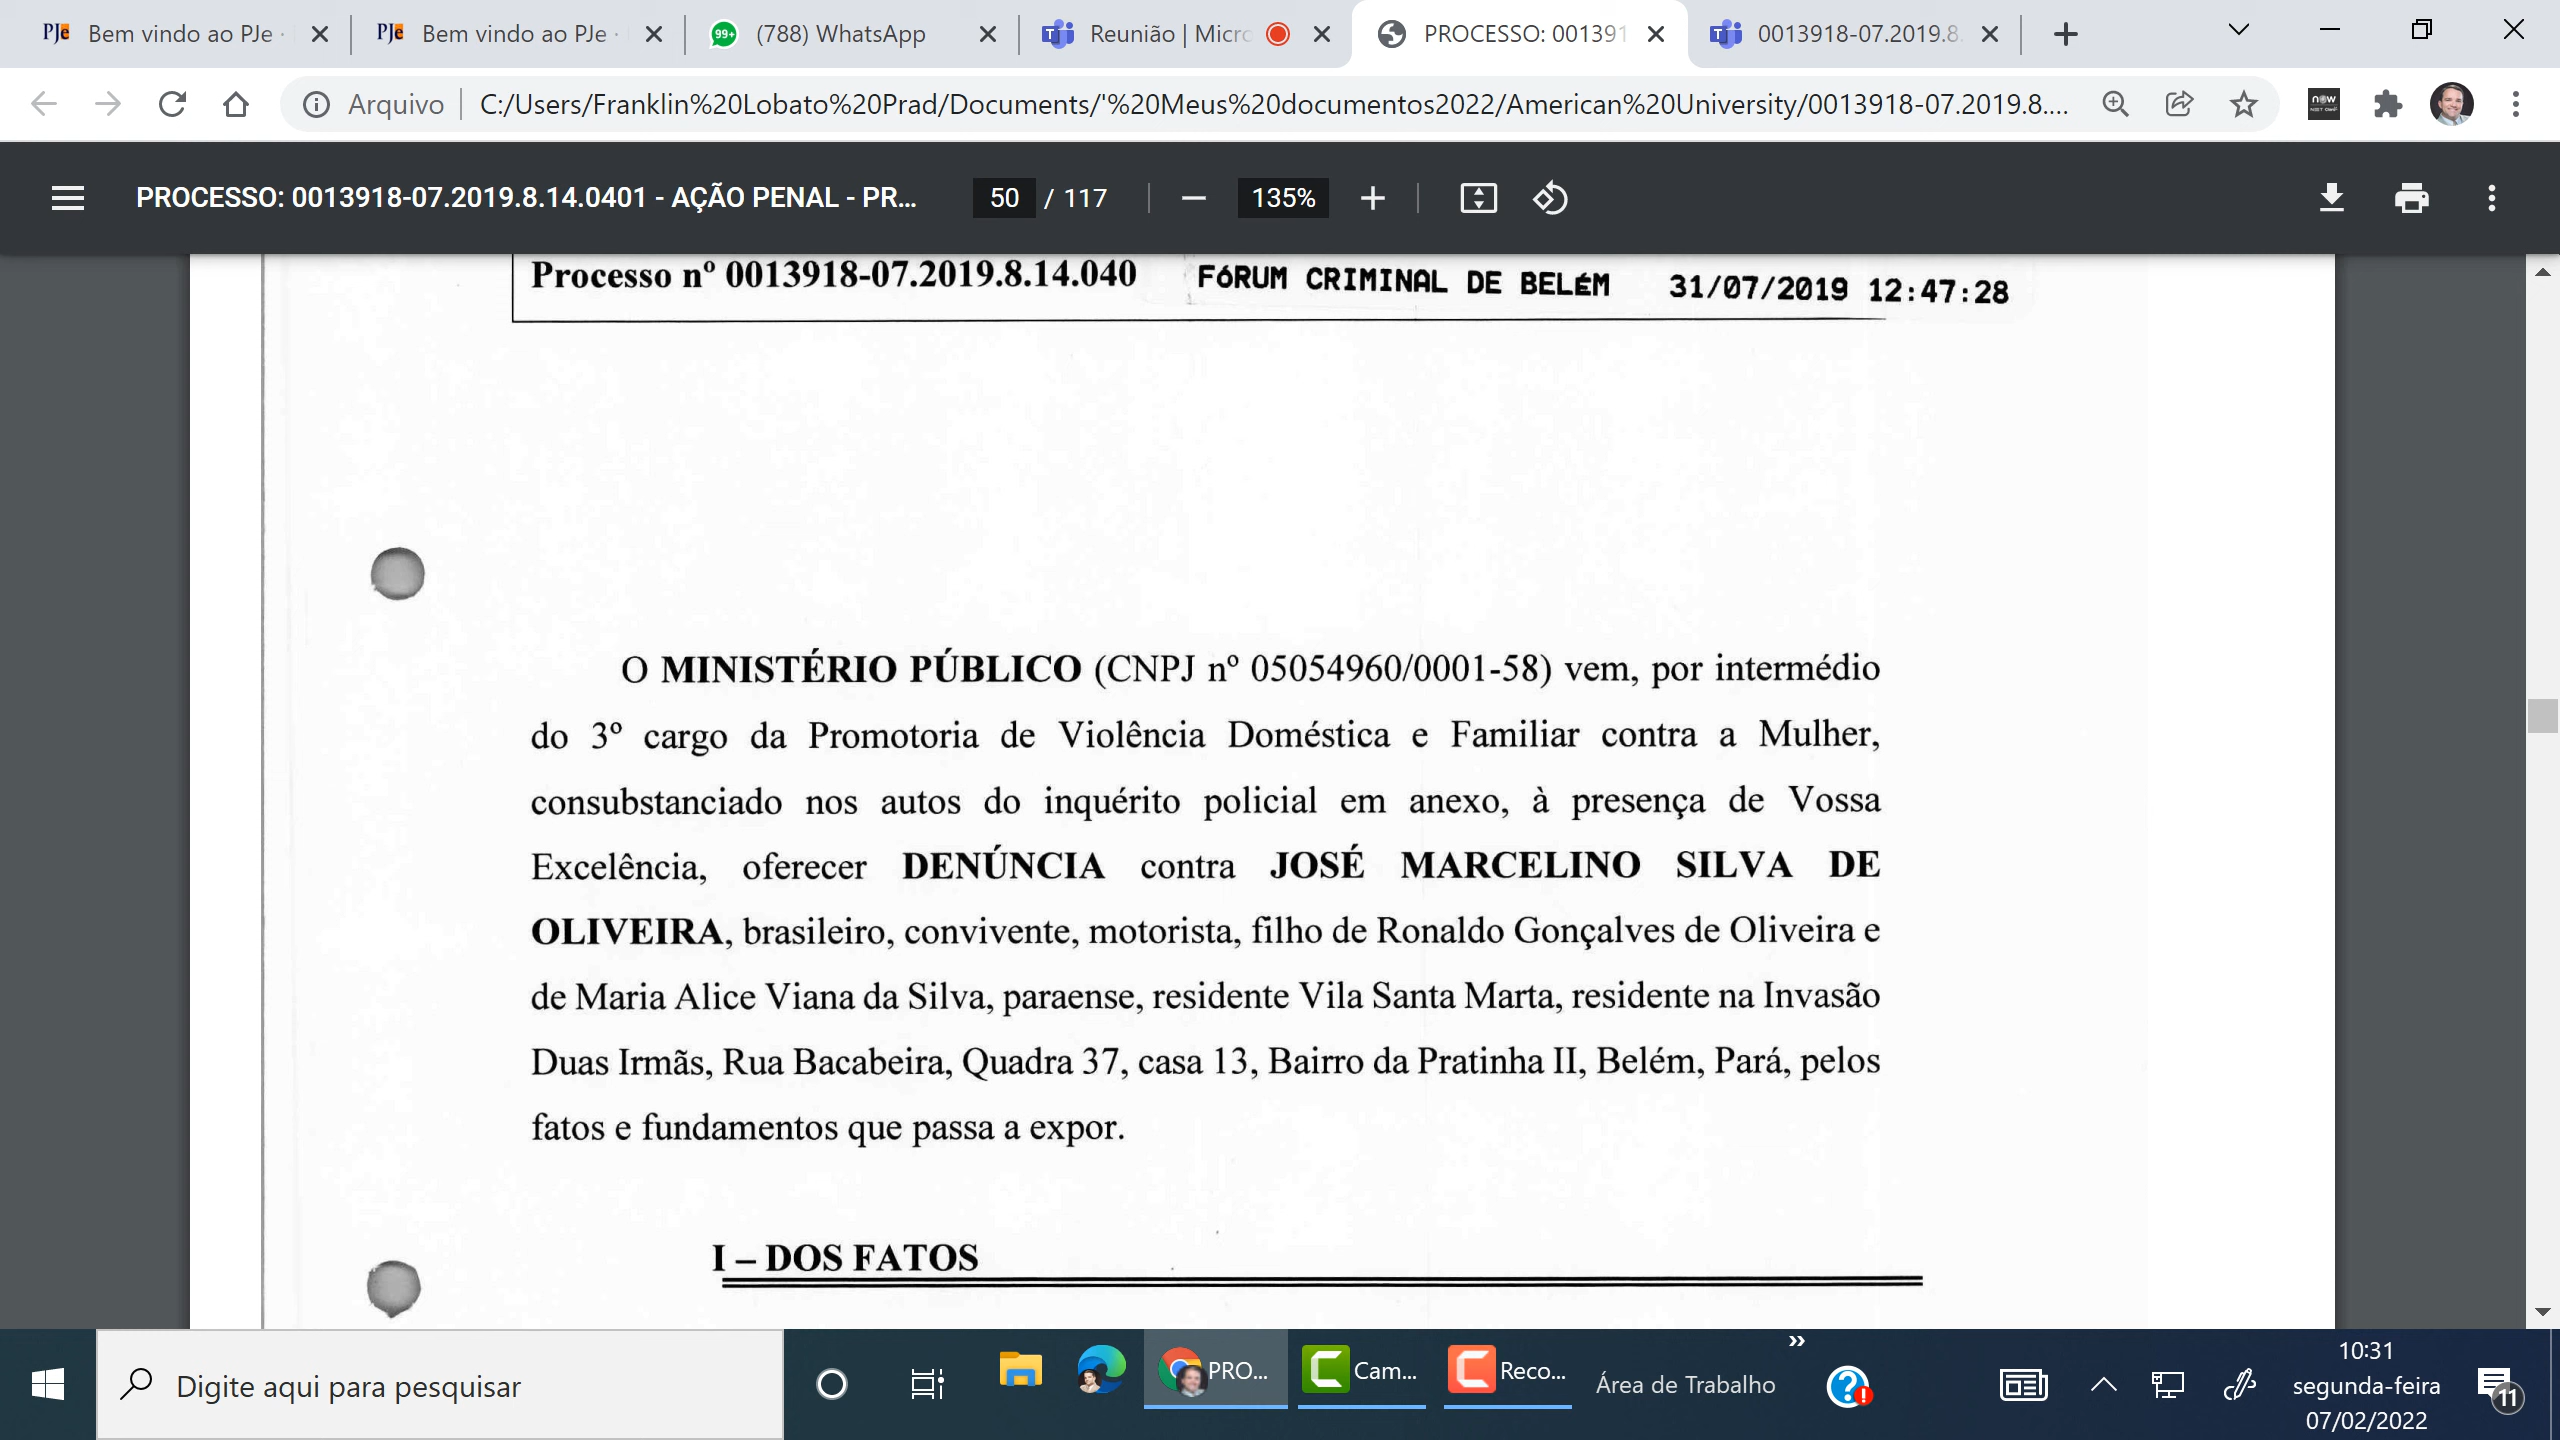 Bem vindo ao PJe ·
Bem vindo ao PJe ·
(788) WhatsApp
Reunião | Micro
PROCESSO: 001391
0013918-07.2019.8.
Arquivo
C:/Users/Franklin%20Lobato%20Prad/Documents/'%20Meus%20documentos2022/American%20University/0013918-07.2019.8....
PROCESSO: 0013918-07.2019.8.14.0401 - AÇÃO PENAL - PR...
50 / 117
135%
Processo nº 0013918-07.2019.8.14.040
FóRUM CRIMINAL DE BELÉM 31/07/2019 12:47:28
O MINISTÉRIO PÚBLICO (CNPJ nº 05054960/0001-58) vem, por intermédio
do 3º cargo da Promotoria de Violência Doméstica e Familiar contra a Mulher,
consubstanciado nos autos do inquérito policial em anexo, à presença de Vossa
Excelência, oferecer DENÚNCIA contra JOSÉ MARCELINO SILVA DE
OLIVEIRA, brasileiro, convivente, motorista, filho de Ronaldo Gonçalves de Oliveira e
de Maria Alice Viana da Silva, paraense, residente Vila Santa Marta, residente na Invasão
Duas Irmãs, Rua Bacabeira, Quadra 37, casa 13, Bairro da Pratinha II, Belém, Pará, pelos
fatos e fundamentos que passa a expor.
I – DOS FATOS
Digite aqui para pesquisar
PRO...
Cam...
Reco...
Área de Trabalho
10:31
segunda-feira
07/02/2022
11